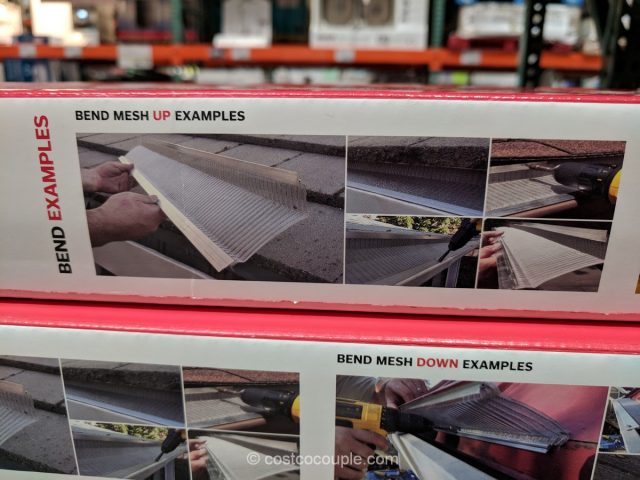 BEND MESH UP EXAMPLES
BEND EXAMPLES
BEND MESH DOWN EXAMPLES
© costcocouple.com